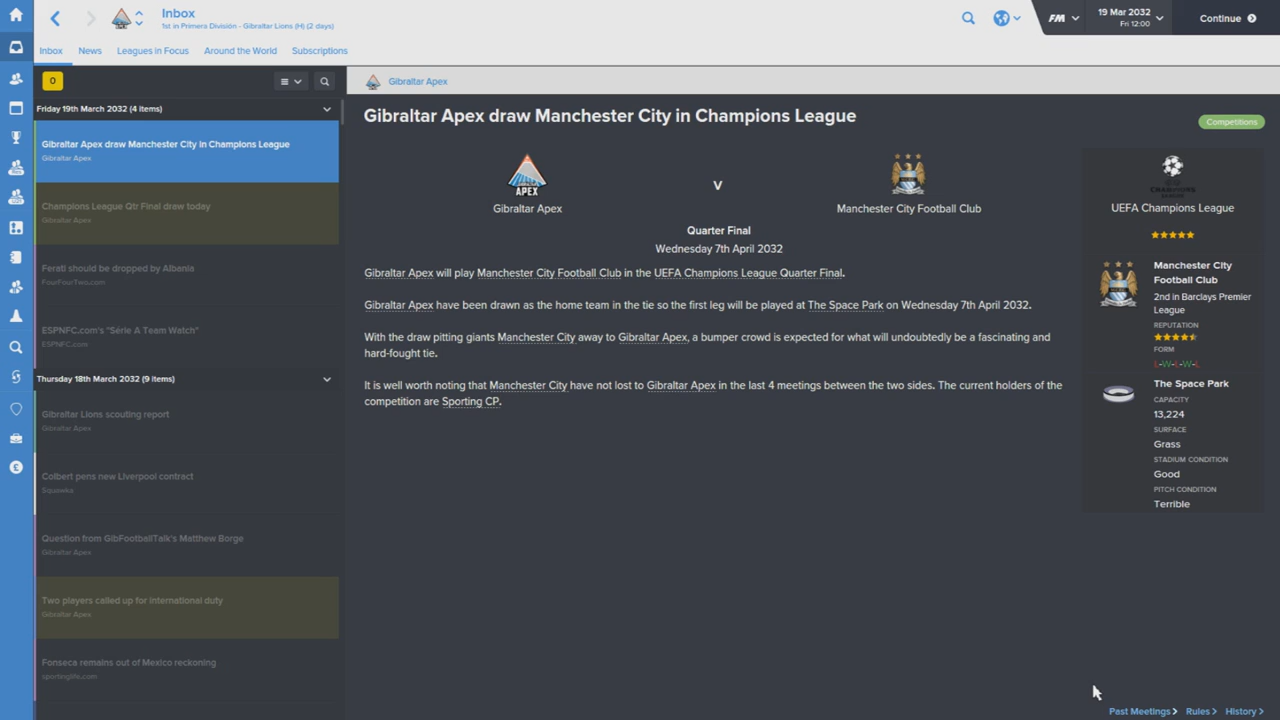 Inbox
1st in Primera División - Gibraltar Lions (H) (2 days)
FM
19 Mar 2032
Fri 12:00
Continue
Inbox
News
Leagues in Focus
Around the World
Subscriptions
0
Friday 19th March 2032 (4 items)
Gibraltar Apex draw Manchester City in Champions League
Gibraltar Apex
Champions League Qtr Final draw today
Gibraltar Apex
Ferati should be dropped by Albania
FourFourTwo.com
ESPNFC.com's "Serie A Team Watch"
ESPNFC.com
Thursday 18th March 2032 (9 items)
Gibraltar Lions scouting report
Gibraltar Apex
Colbert pens new Liverpool contract
Squawka
Question from GibFootballTalk's Matthew Borge
Gibraltar Apex
Two players called up for international duty
Gibraltar Apex
Fonseca remains out of Mexico reckoning
sportinglife.com
Gibraltar Apex
Gibraltar Apex draw Manchester City in Champions League
Competitions
APEX
Gibraltar Apex
v
Manchester City Football Club
Quarter Final
Wednesday 7th April 2032
Gibraltar Apex will play Manchester City Football Club in the UEFA Champions League Quarter Final.
Gibraltar Apex have been drawn as the home team in the tie so the first leg will be played at The Space Park on Wednesday 7th April 2032.
With the draw pitting giants Manchester City away to Gibraltar Apex, a bumper crowd is expected for what will undoubtedly be a fascinating and
hard-fought tie.
It is well worth noting that Manchester City have not lost to Gibraltar Apex in the last 4 meetings between the two sides. The current holders of the
competition are Sporting CP.
CHAMPIONS
UEFA Champions League
Manchester City
Football Club
2nd in Barclays Premier
League
REPUTATION
FORM
L-W-L-W-L
The Space Park
CAPACITY
13,224
SURFACE
Grass
STADIUM CONDITION
Good
PITCH CONDITION
Terrible
Past Meetings
Rules
History